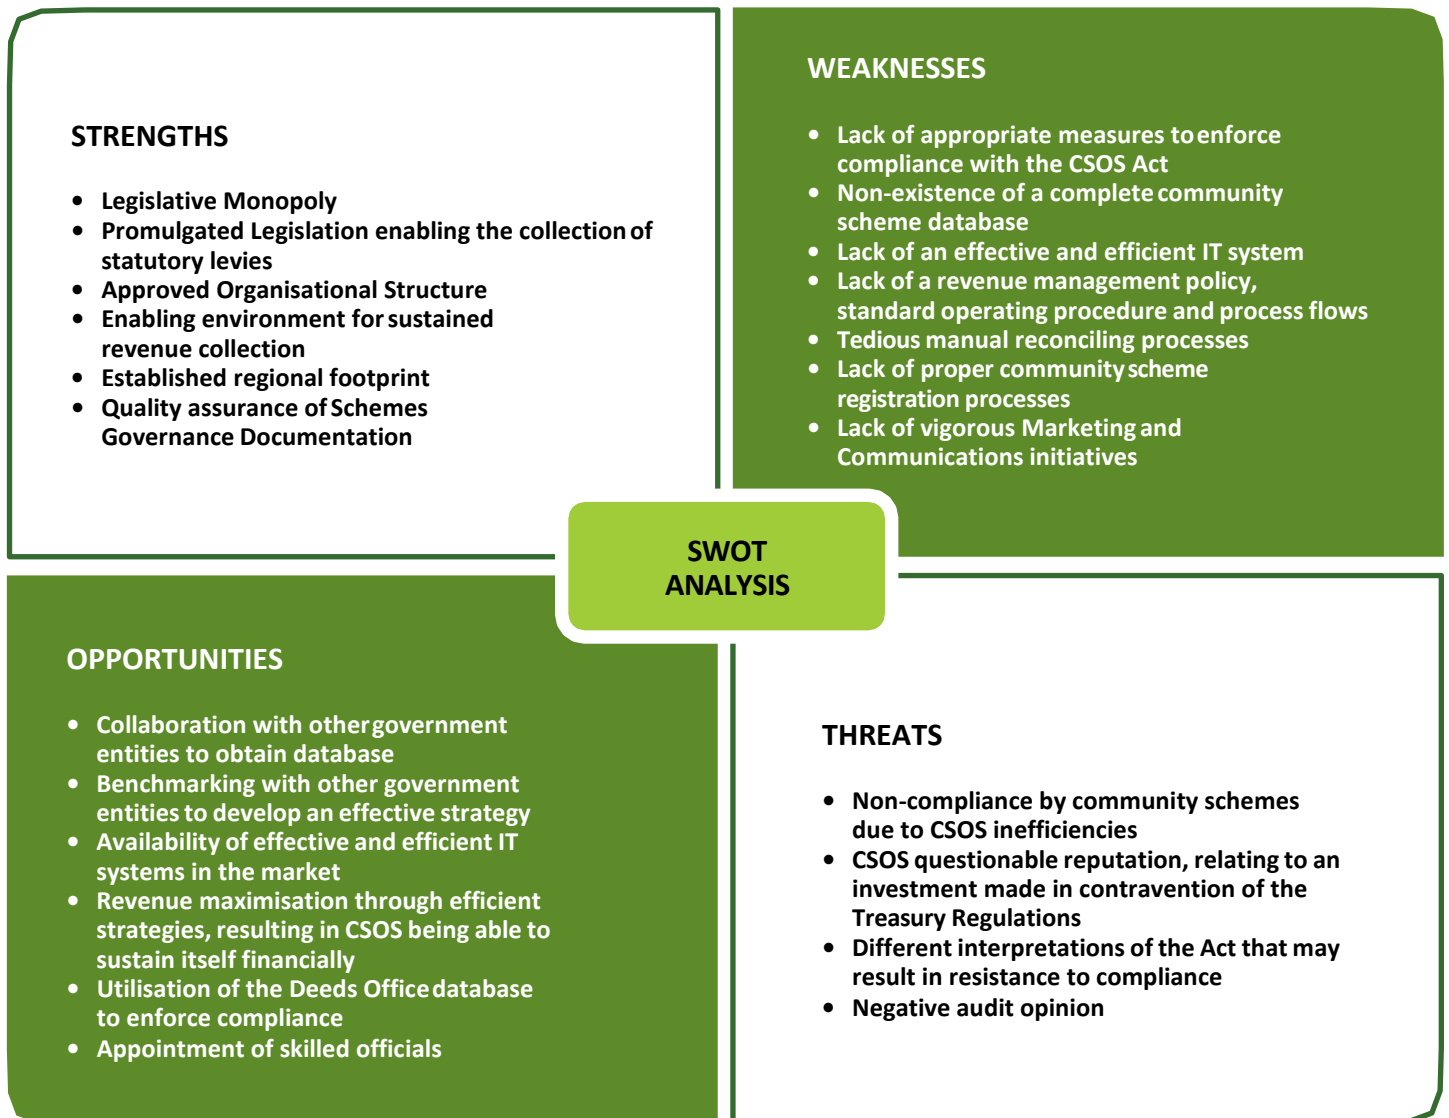 STRENGTHS
• Legislative Monopoly
• Promulgated Legislation enabling the collection of
statutory levies
• Approved Organisational Structure
• Enabling environment for sustained
revenue collection
• Established regional footprint
• Quality assurance of Schemes
Governance Documentation
WEAKNESSES
• Lack of appropriate measures to enforce
compliance with the CSOS Act
• Non-existence of a complete community
scheme database
• Lack of an effective and efficient IT system
• Lack of a revenue management policy,
standard operating procedure and process flows
• Tedious manual reconciling processes
• Lack of proper community scheme
registration processes
• Lack of vigorous Marketing and
Communications initiatives
SWOT
ANALYSIS
OPPORTUNITIES
• Collaboration with other government
entities to obtain database
• Benchmarking with other government
entities to develop an effective strategy
• Availability of effective and efficient IT
systems in the market
• Revenue maximisation through efficient
strategies, resulting in CSOS being able to
sustain itself financially
• Utilisation of the Deeds Office database
to enforce compliance
• Appointment of skilled officials
THREATS
• Non-compliance by community schemes
due to CSOS inefficiencies
• CSOS questionable reputation, relating to an
investment made in contravention of the
Treasury Regulations
• Different interpretations of the Act that may
result in resistance to compliance
• Negative audit opinion